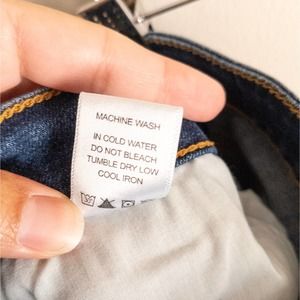 MACHINE WASH
IN COLD WATER
DO NOT BLEACH
TUMBLE DRY LOW
COOL IRON